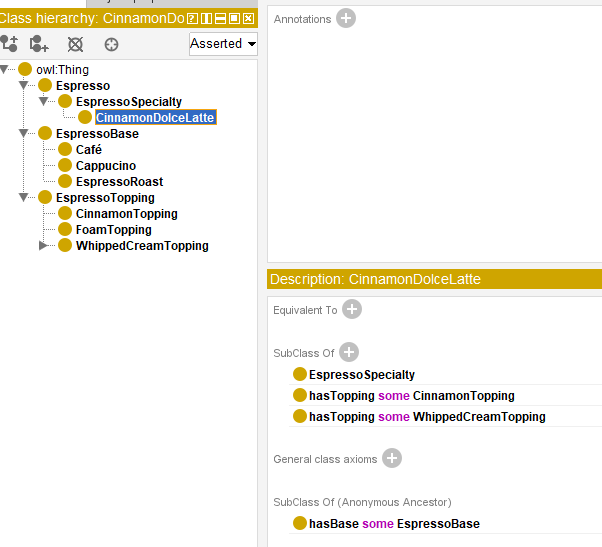 Class hierarchy: CinnamonDo
Asserted
owl:Thing
Espresso
EspressoSpecialty
CinnamonDolceLatte
EspressoBase
Café
Cappucino
EspressoRoast
EspressoTopping
CinnamonTopping
FoamTopping
WhippedCreamTopping
Annotations
Description: CinnamonDolceLatte
Equivalent To
SubClass Of
EspressoSpecialty
hasTopping some CinnamonTopping
hasTopping some WhippedCreamTopping
General class axioms
SubClass Of (Anonymous Ancestor)
hasBase some EspressoBase